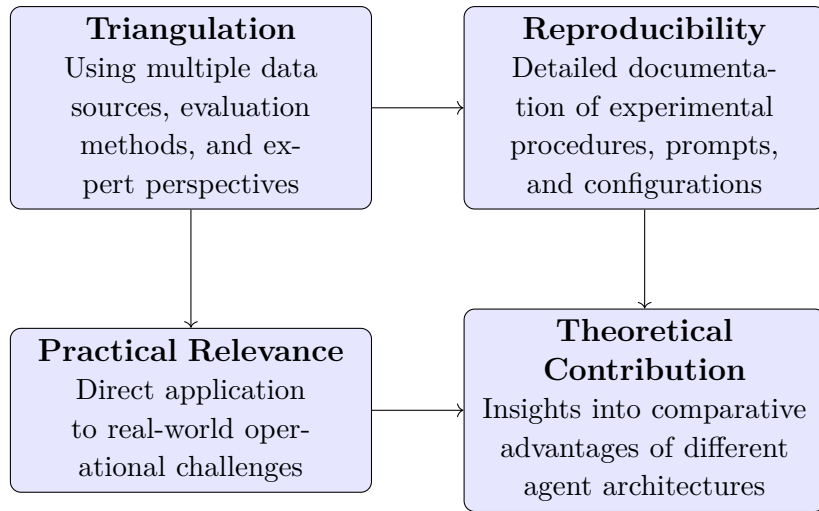 Triangulation
Using multiple data
sources, evaluation
methods, and ex-
pert perspectives
Reproducibility
Detailed documenta-
tion of experimental
procedures, prompts,
and configurations
Practical Relevance
Direct application
to real-world oper-
ational challenges
Theoretical
Contribution
Insights into comparative
advantages of different
agent architectures